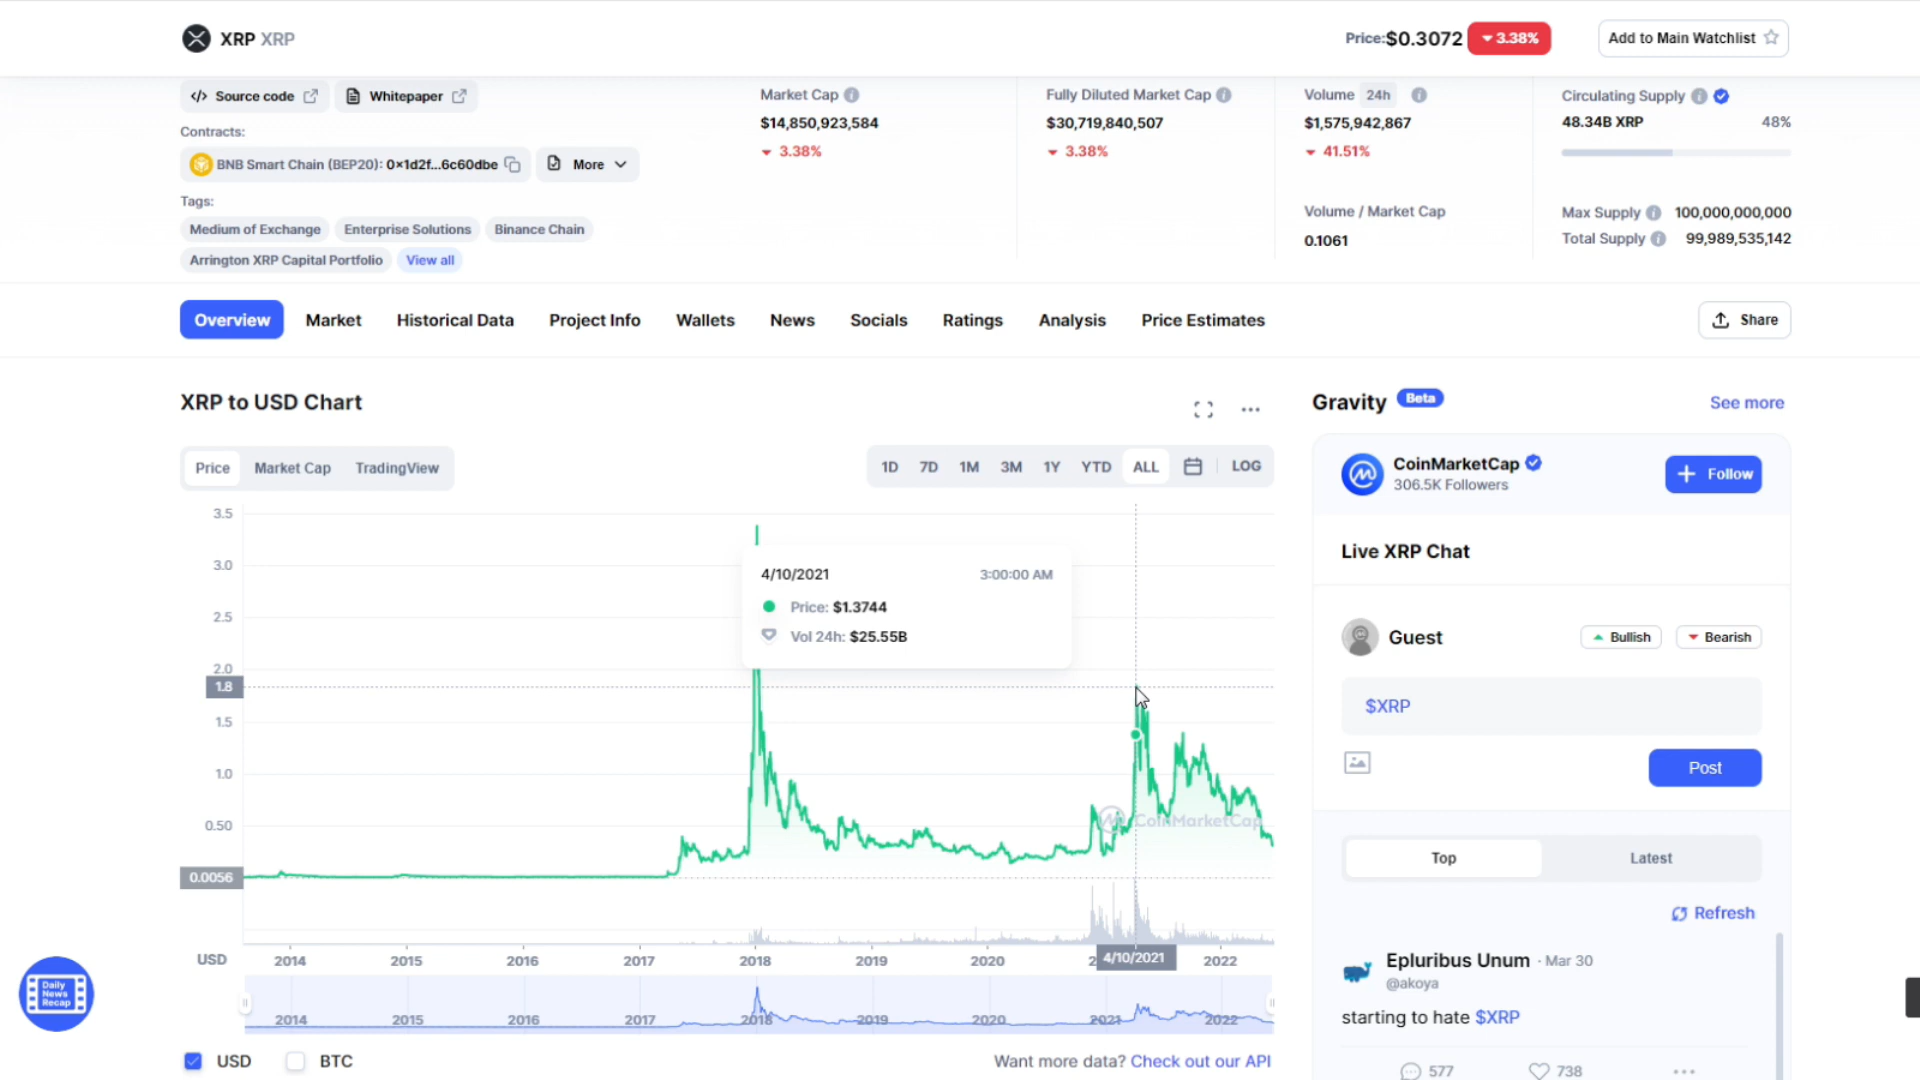 XRP XRP
Price:$0.3072 3.38%
Add to Main Watchlist
Source code
Whitepaper
Contracts:
BNB Smart Chain (BEP20): 0x1d2f...6c60dbe
More
Tags:
Medium of Exchange
Enterprise Solutions
Binance Chain
Arrington XRP Capital Portfolio
View all
Market Cap
$14,850,923,584
3.38%
Fully Diluted Market Cap
$30,719,840,507
3.38%
Volume 24h
$1,575,942,867
41.51%
Volume / Market Cap
0.1061
Circulating Supply
48.34B XRP 48%
Max Supply 100,000,000,000
Total Supply 99,989,535,142
Overview Market Historical Data Project Info Wallets News Socials Ratings Analysis Price Estimates
Share
XRP to USD Chart
Price Market Cap TradingView
1D 7D 1M 3M 1Y YTD ALL LOG
3.5
3.0
2.5
2.0
1.8
1.5
1.0
0.50
0.0056
4/10/2021 3:00:00 AM
Price: $1.3744
Vol 24h: $25.55B
CoinMarketCap
USD 2014 2015 2016 2017 2018 2019 2020 2 4/10/2021 2022
2014 2015 2016 2017 2018 2019 2020 2021 2022
USD BTC
Want more data? Check out our API
Daily
News
Recap
Gravity Beta
See more
CoinMarketCap
306.5K Followers
Follow
Live XRP Chat
Guest
Bullish
Bearish
$XRP
Post
Top Latest
Refresh
Epluribus Unum · Mar 30
@akoya
starting to hate $XRP
577 738